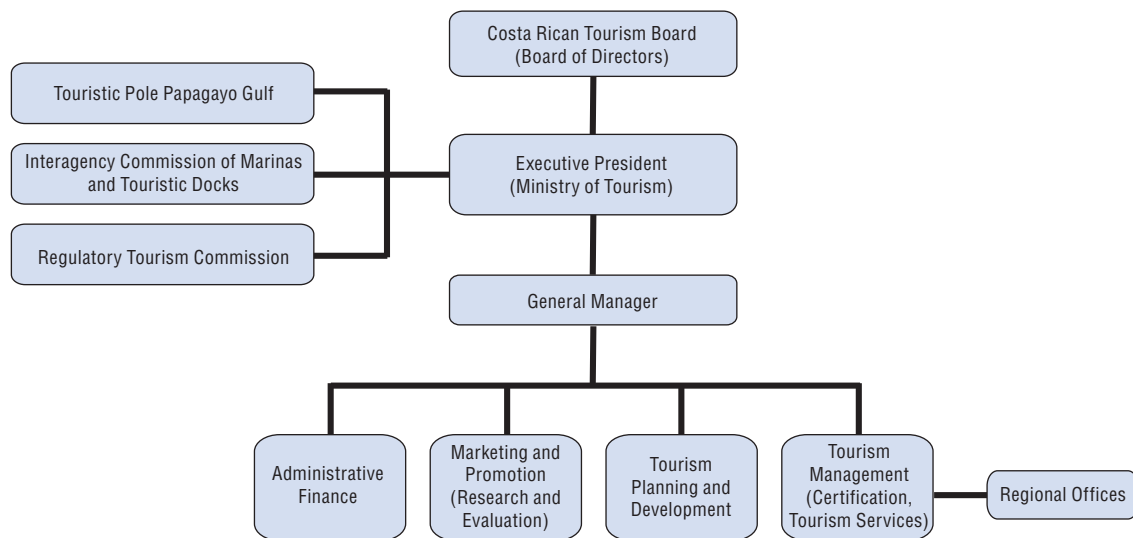 Costa Rican Tourism Board
(Board of Directors)
Touristic Pole Papagayo Gulf
Interagency Commission of Marinas
and Touristic Docks
Executive President
(Ministry of Tourism)
Regulatory Tourism Commission
General Manager
Administrative
Finance
Marketing and
Promotion
(Research and
Evaluation)
Tourism
Planning and
Development
Tourism
Management
(Certification,
Tourism Services)
Regional Offices